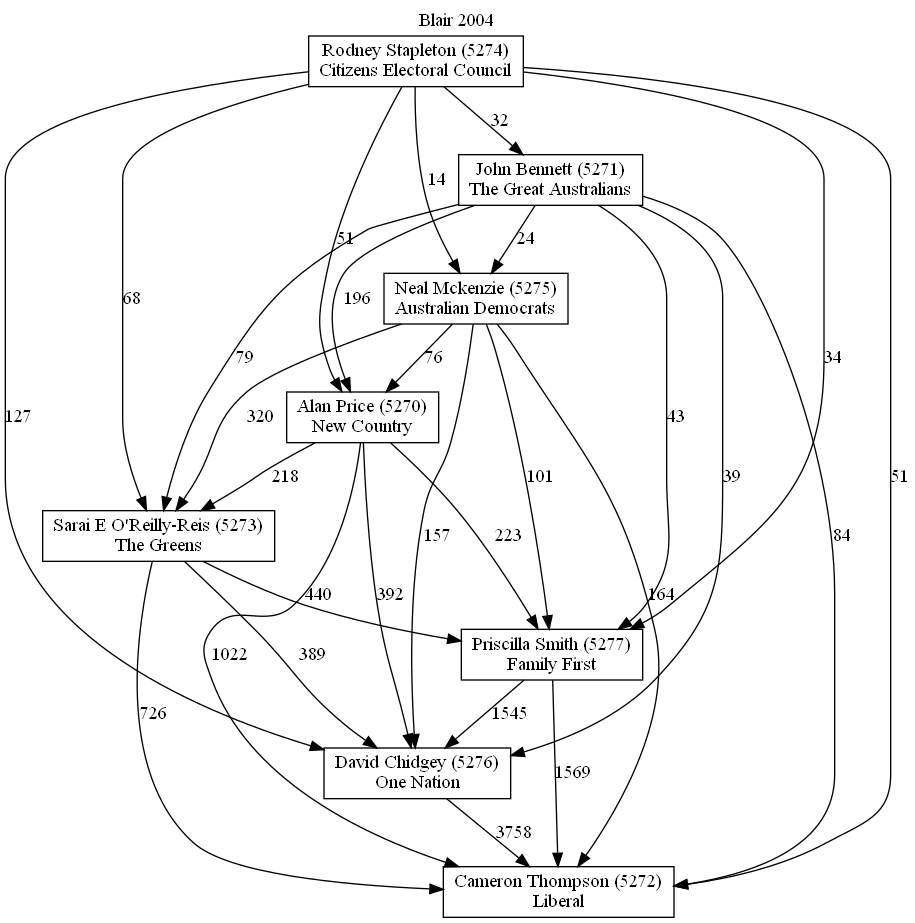 Blair 2004
Rodney Stapleton (5274)
Citizens Electoral Council
32
John Bennett (5271)
The Great Australians
14
51
24
68
196
79
Neal Mckenzie (5275)
Australian Democrats
76
34
127
320
43
Alan Price (5270)
New Country
218
101
39
51
Sarai E O'Reilly-Reis (5273)
The Greens
157
223
84
440
392
164
1022
389
Priscilla Smith (5277)
Family First
726
1545
David Chidgey (5276)
One Nation
1569
3758
Cameron Thompson (5272)
Liberal